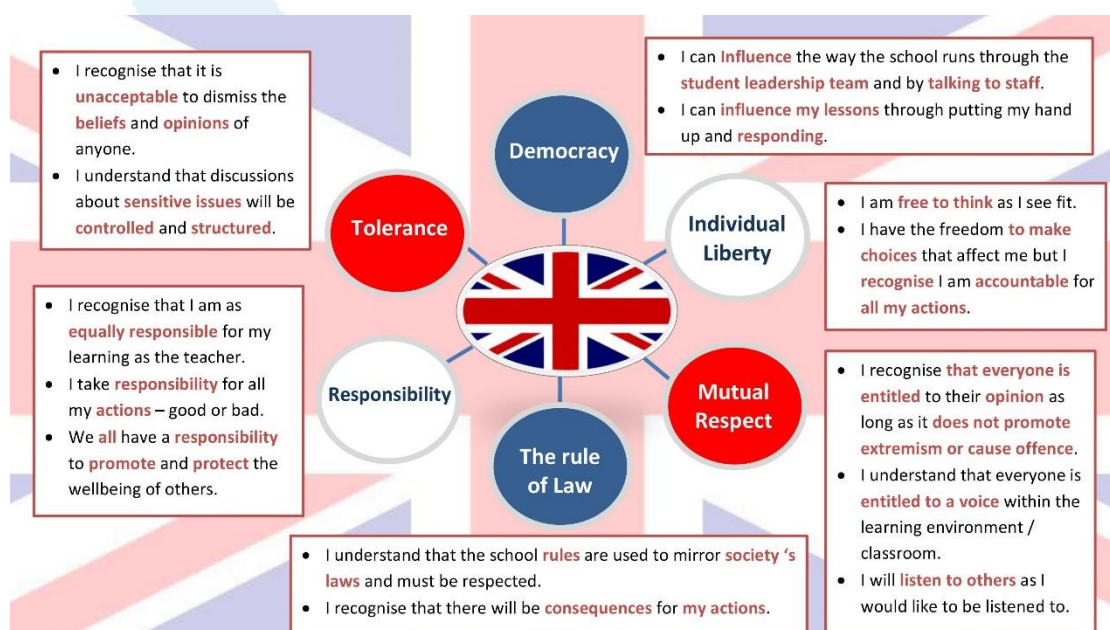 • I recognise that it is
unacceptable to dismiss the
beliefs and opinions of
anyone.
• I understand that discussions
about sensitive issues will be
controlled and structured.
• I can Influence the way the school runs through the
student leadership team and by talking to staff.
• I can influence my lessons through putting my hand
up and responding.
Democracy
Tolerance
Individual
Liberty
• I am free to think as I see fit.
• I have the freedom to make
choices that affect me but I
recognise I am accountable for
all my actions.
• I recognise that I am as
equally responsible for my
learning as the teacher.
• I take responsibility for all
my actions – good or bad.
• We all have a responsibility
to promote and protect the
wellbeing of others.
Responsibility
Mutual
Respect
The rule
of Law
• I recognise that everyone is
entitled to their opinion as
long as it does not promote
extremism or cause offence.
• I understand that everyone is
entitled to a voice within the
learning environment /
classroom.
• I will listen to others as I
would like to be listened to.
• I understand that the school rules are used to mirror society ‘s
laws and must be respected.
• I recognise that there will be consequences for my actions.